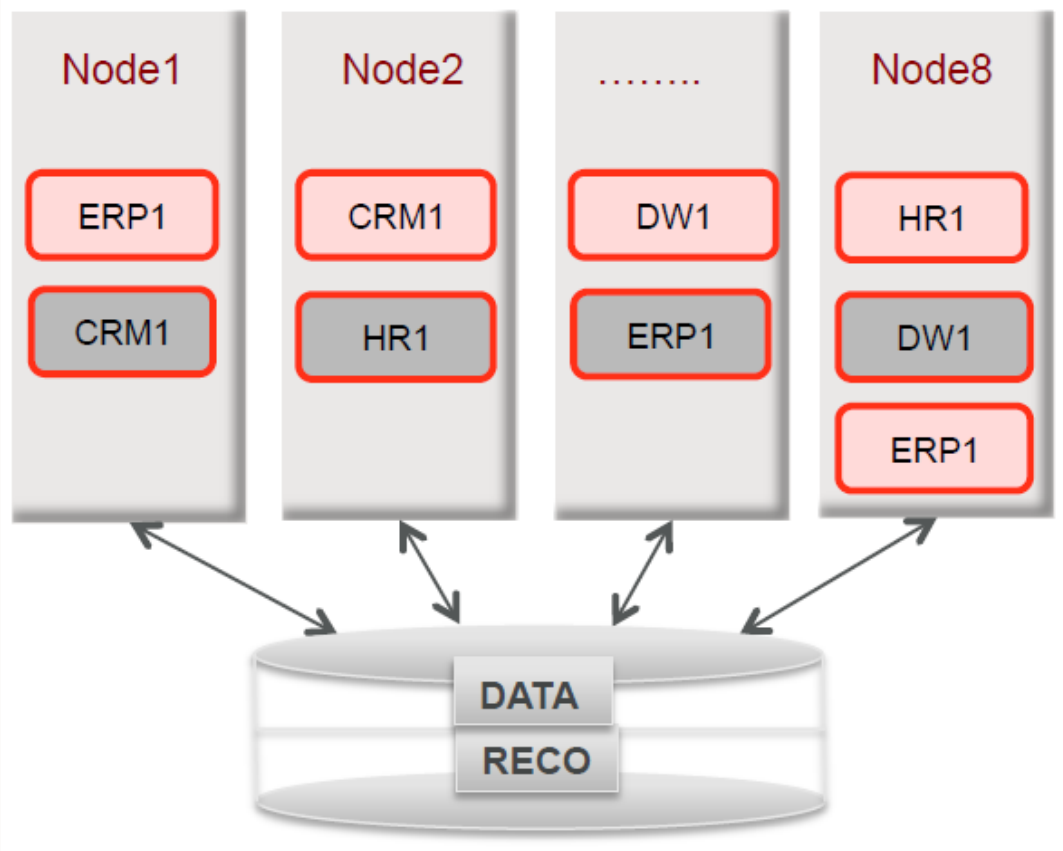 Node1
ERP1
CRM1
Node2
CRM1
HR1
........
DW1
ERP1
Node8
HR1
DW1
ERP1
DATA
RECO